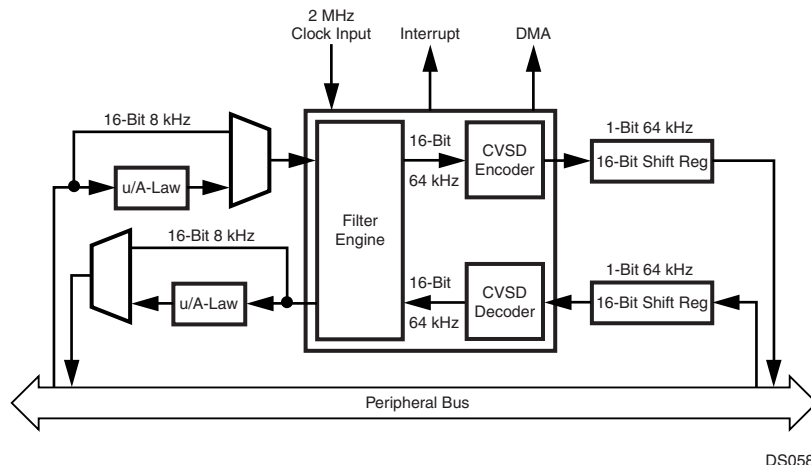 2 MHz
Clock Input
Interrupt
DMA
16-Bit 8 kHz
u/A-Law
16-Bit
64 kHz
CVSD
Encoder
1-Bit 64 kHz
16-Bit Shift Reg
Filter
Engine
16-Bit 8 kHz
u/A-Law
16-Bit
64 kHz
CVSD
Decoder
1-Bit 64 kHz
16-Bit Shift Reg
Peripheral Bus
DS058